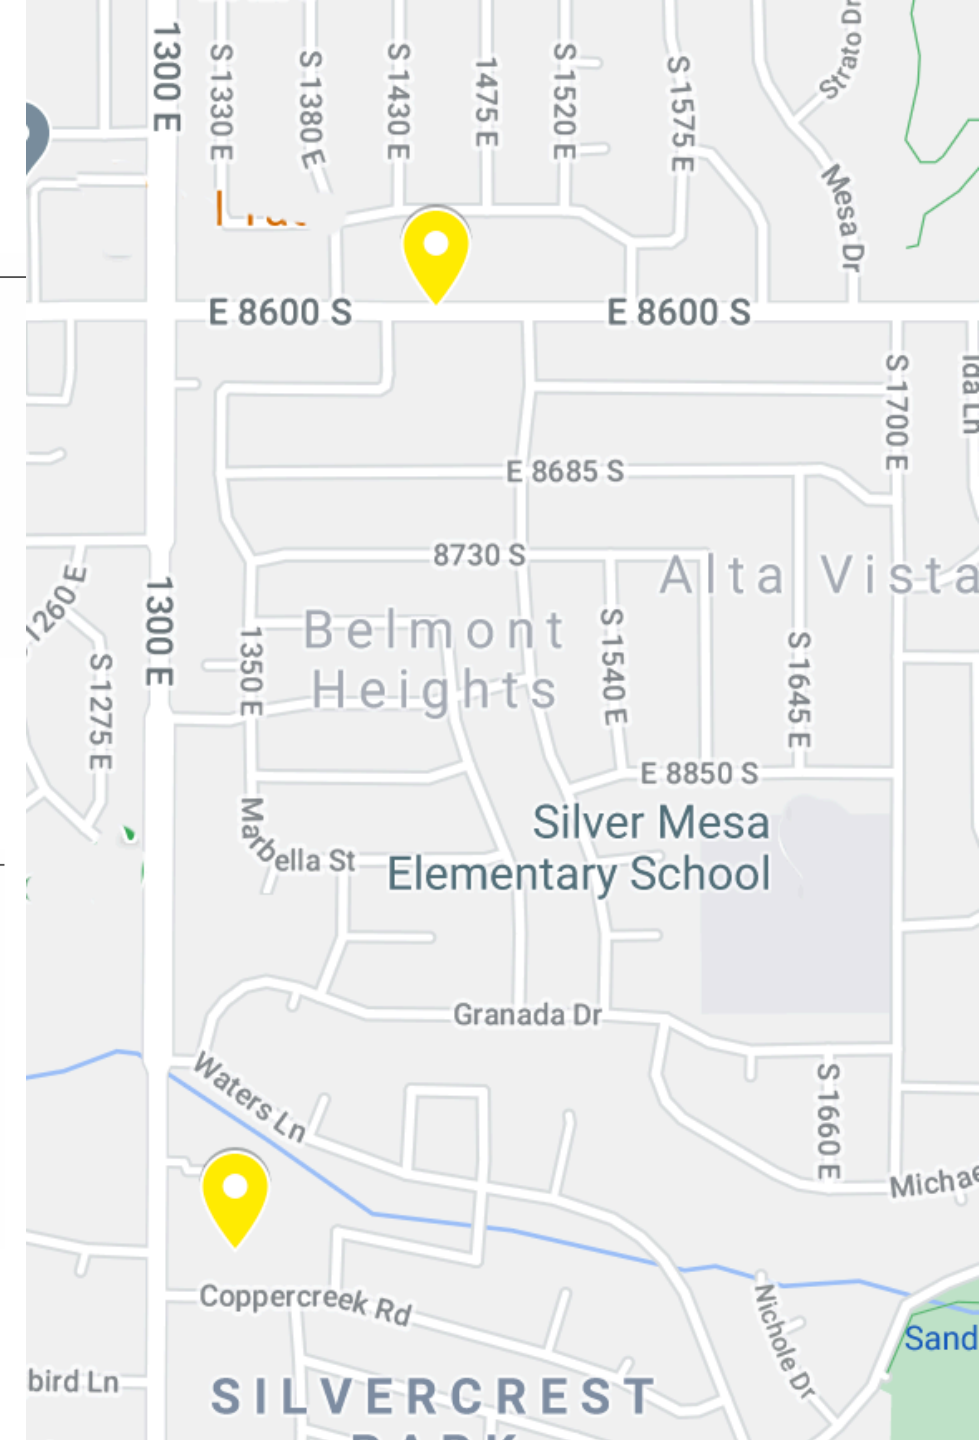 1300 E
S 1330 E
S 1380 E
S 1430 E
1475 E
S 1520 E
S 1575 E
Mesa Dr
E 8600 S
E 8600 S
S 1700 E
Ida Ln
E 8685 S
8730 S
Alta Vista
1260 E
1300 E
Belmont
Heights
S 1275 E
1350 E
S 1540 E
S 1645 E
E 8850 S
Silver Mesa
Elementary School
Marbella St
Granada Dr
Waters Ln
S 1660 E
Michae
Coppercreek Rd
Nichole Dr
Sand
bird Ln
SILVERCREST
PARK